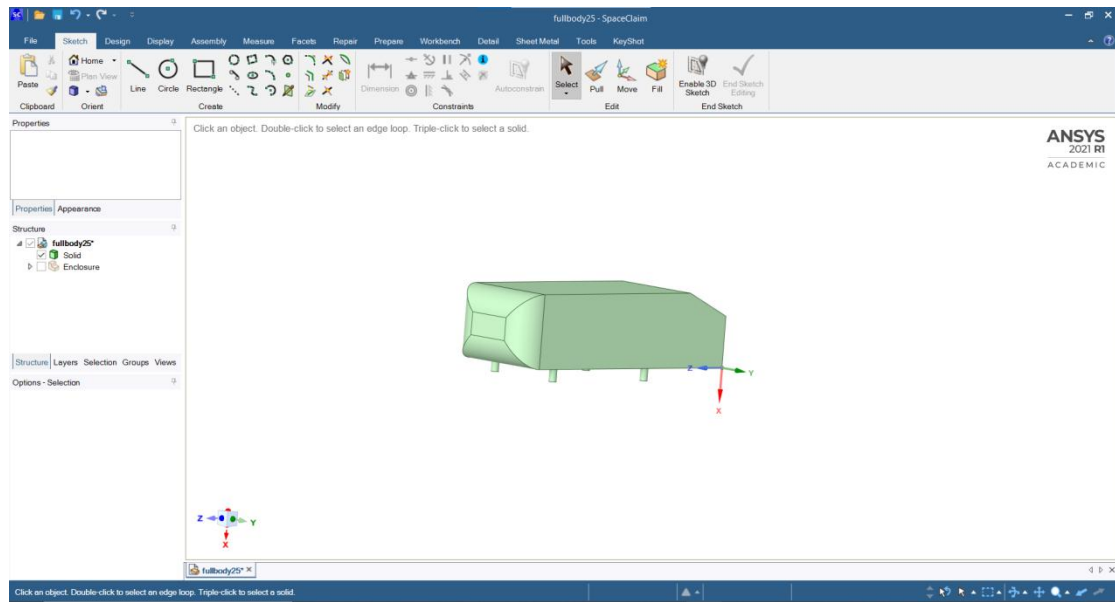 fullbody25 - SpaceClaim
File Sketch Design Display Assembly Measure Facets Repair Prepare Workbench Detail Sheet Metal Tools KeyShot
Paste
Home
Plan View
Line Circle Rectangle
Dimension
Autoconstrain
Select Pull Move Fill
Enable 3D Sketch
End Sketch Editing
Clipboard Orient Create Modify Constraints Edit End Sketch
Properties
Click an object. Double-click to select an edge loop. Triple-click to select a solid.
ANSYS
2021 R1
ACADEMIC
Properties Appearance
Structure
fullbody25*
Solid
Enclosure
Structure Layers Selection Groups Views
Options - Selection
Z Y
X
Z Y
X
fullbody25*
Click an object. Double-click to select an edge loop. Triple-click to select a solid.